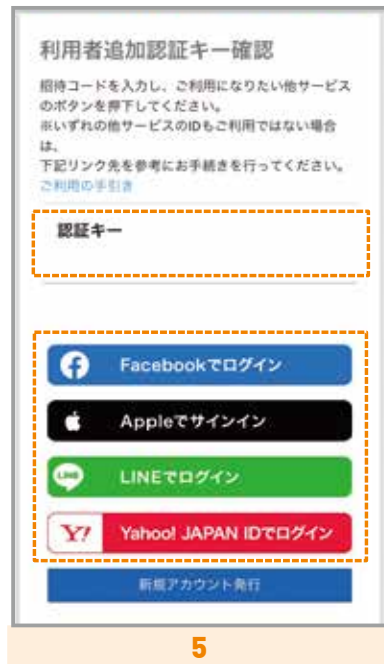 利用者追加認証キー確認
招待コードを入力し、ご利用になりたい他サービス
のボタンを押下してください。
※いずれの他サービスのIDもご利用ではない場合
は、
下記リンク先を参考にお手続きを行ってください。
ご利用の手引き
認証キー
Facebookでログイン
Appleでサインイン
LINE
LINEでログイン
Y!
Yahoo! JAPAN IDでログイン
新規アカウント発行
5